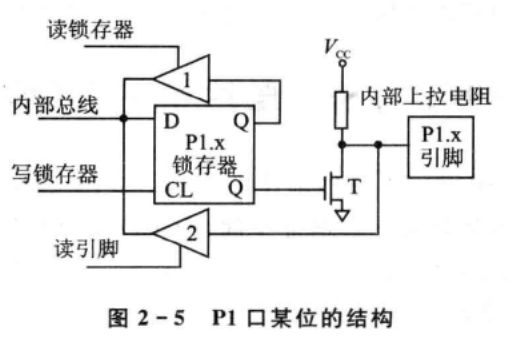 读锁存器
V_CC
1
内部上拉电阻
内部总线
D Q
P1.x
锁存器
P1.x
引脚
写锁存器
CL Q̅
T
2
读引脚
图 2-5 P1 口某位的结构